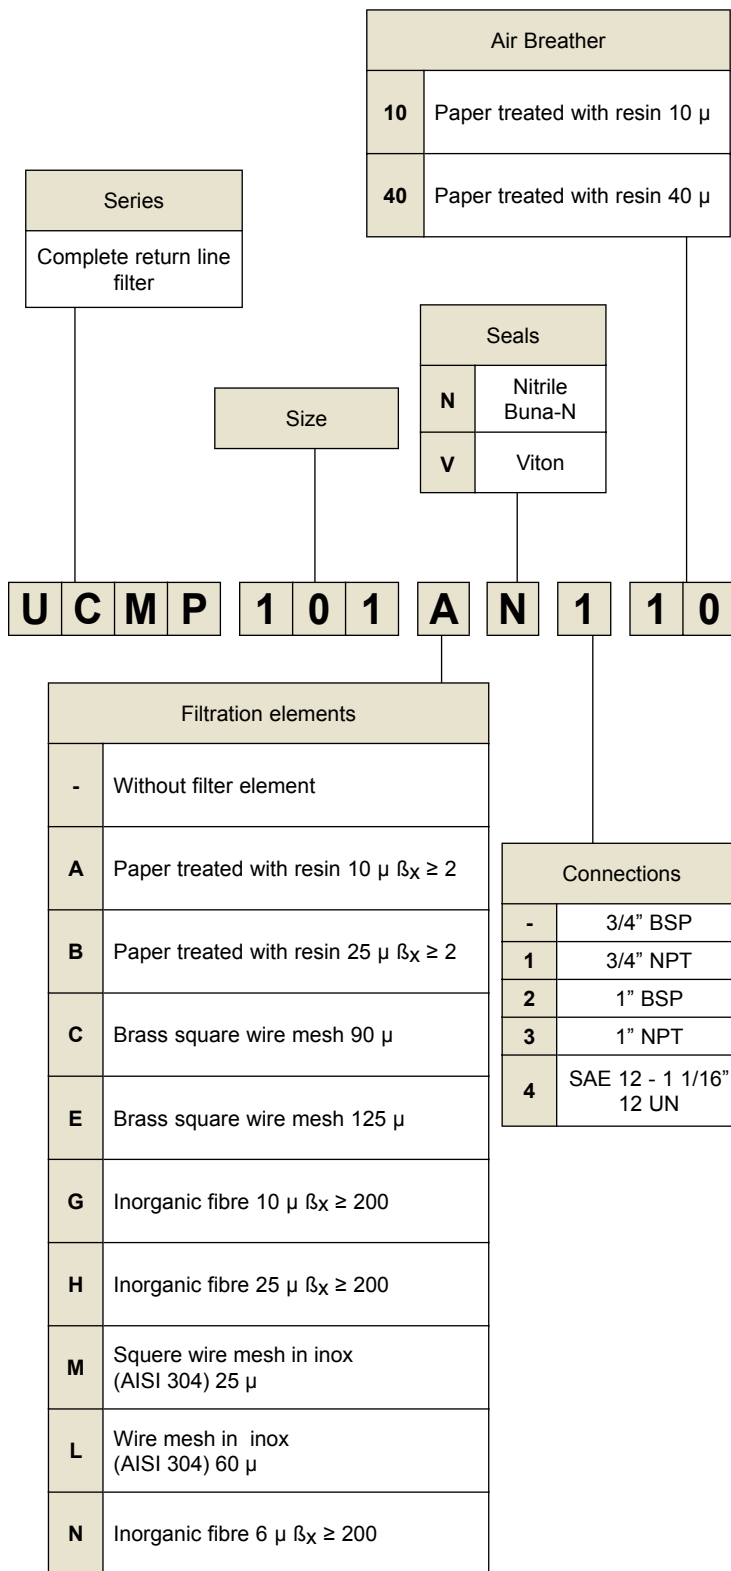 Air Breather
10 Paper treated with resin 10 µ
40 Paper treated with resin 40 µ
Series
Complete return line
filter
Seals
N Nitrile
Buna-N
V Viton
Size
U C M P 1 0 1 A N 1 1 0
Filtration elements
- Without filter element
A Paper treated with resin 10 µ ßx ≥ 2
B Paper treated with resin 25 µ ßx ≥ 2
C Brass square wire mesh 90 µ
E Brass square wire mesh 125 µ
G Inorganic fibre 10 µ ßx ≥ 200
H Inorganic fibre 25 µ ßx ≥ 200
M Squere wire mesh in inox
(AISI 304) 25 µ
L Wire mesh in inox
(AISI 304) 60 µ
N Inorganic fibre 6 µ ßx ≥ 200
Connections
- 3/4” BSP
1 3/4” NPT
2 1” BSP
3 1” NPT
4 SAE 12 - 1 1/16”
12 UN